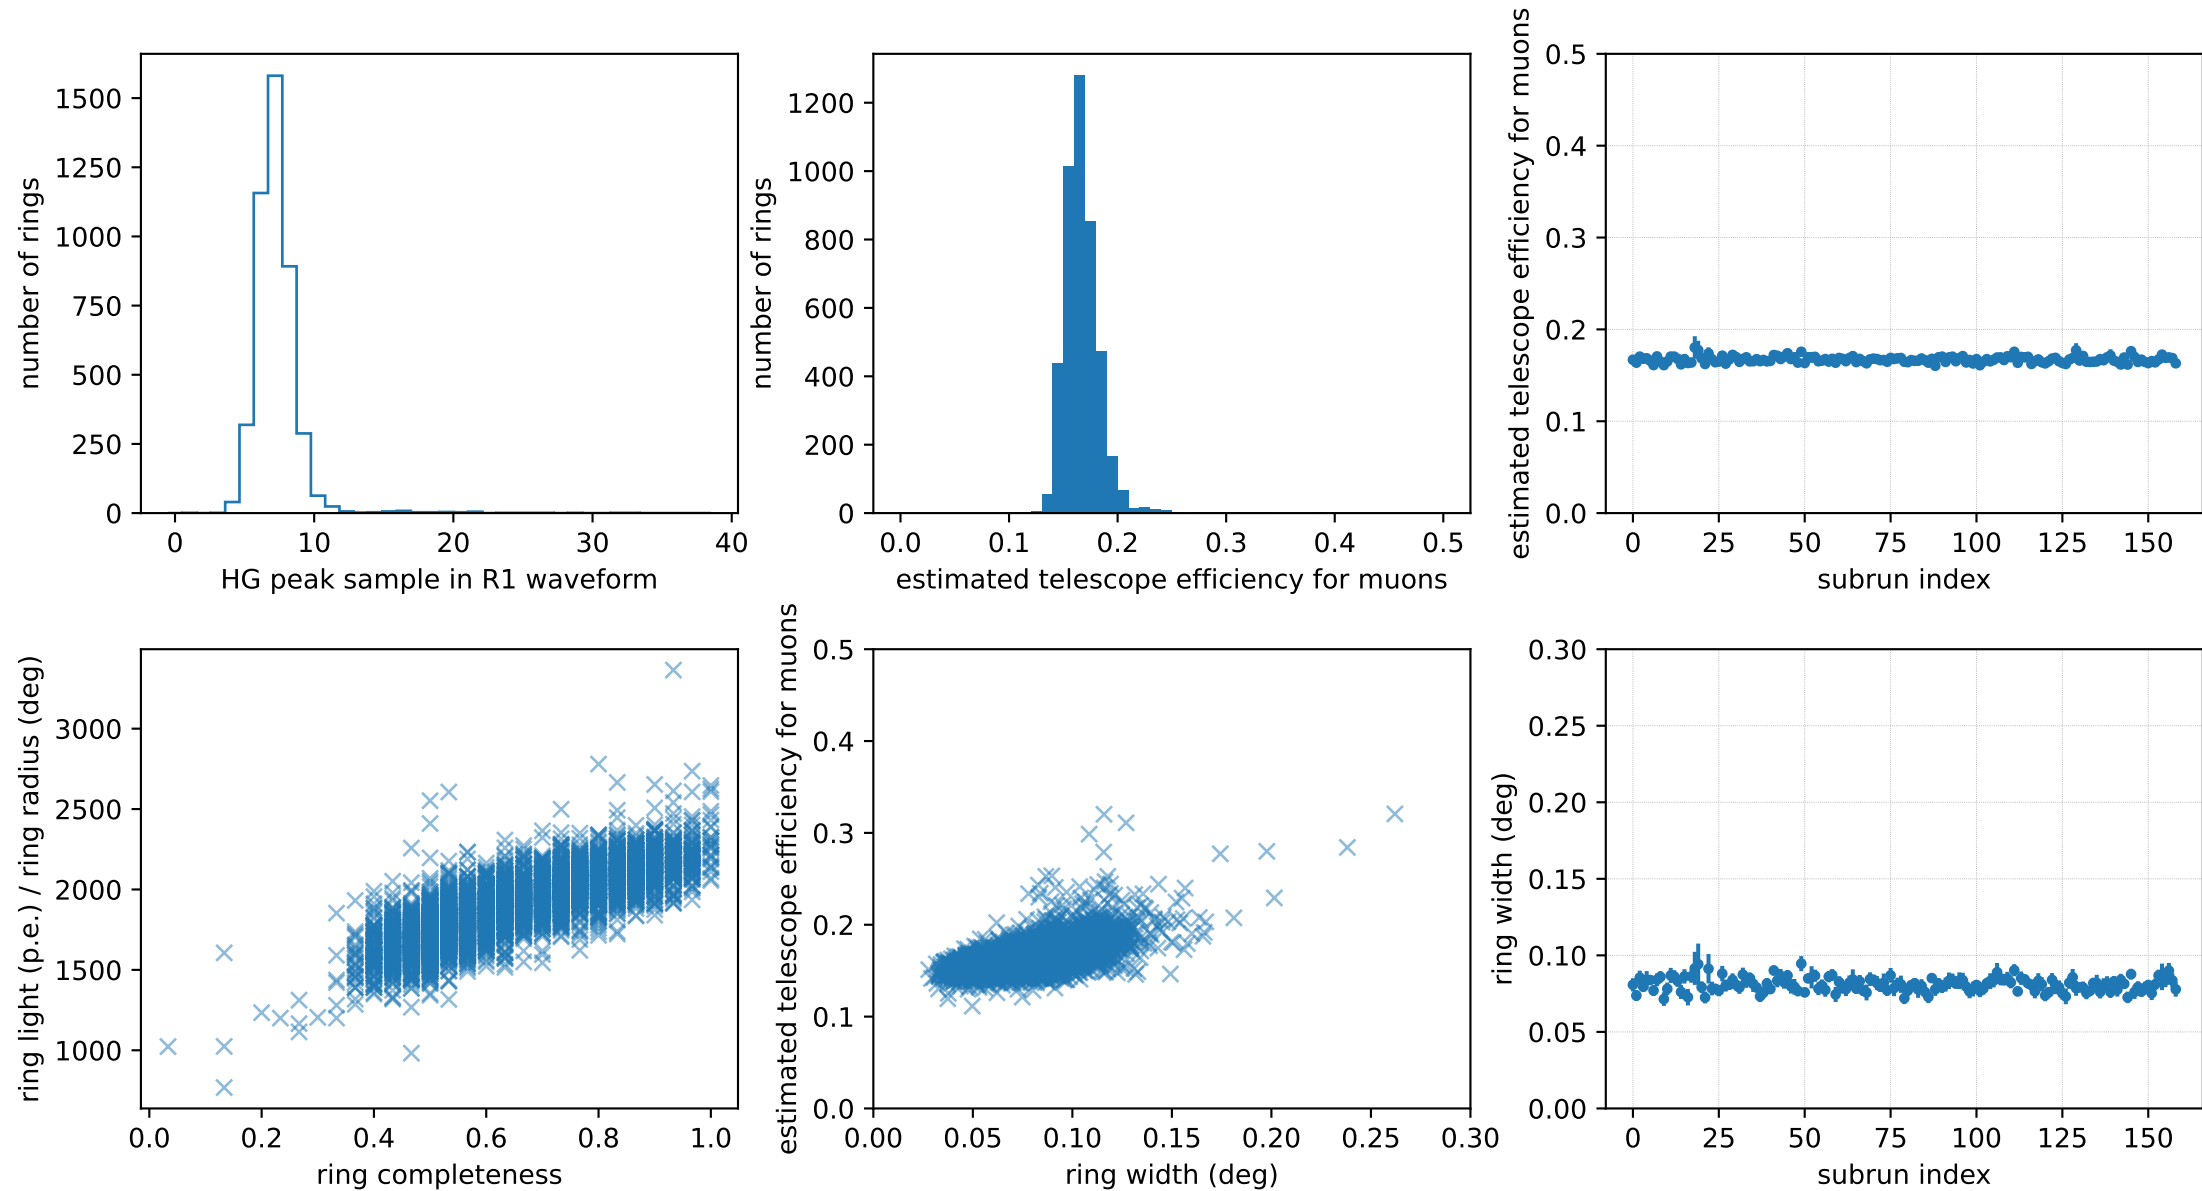 number of rings
1500
1250
1000
750
500
250
0
0 10 20 30 40
HG peak sample in R1 waveform
number of rings
1200
1000
800
600
400
200
0
0.0 0.1 0.2 0.3 0.4 0.5
estimated telescope efficiency for muons
estimated telescope efficiency for muons
0.5
0.4
0.3
0.2
0.1
0.0
0 25 50 75 100 125 150
subrun index
ring light (p.e.) / ring radius (deg)
3000
2500
2000
1500
1000
0.0 0.2 0.4 0.6 0.8 1.0
ring completeness
estimated telescope efficiency for muons
0.5
0.4
0.3
0.2
0.1
0.0
0.00 0.05 0.10 0.15 0.20 0.25 0.30
ring width (deg)
ring width (deg)
0.30
0.25
0.20
0.15
0.10
0.05
0.00
0 25 50 75 100 125 150
subrun index